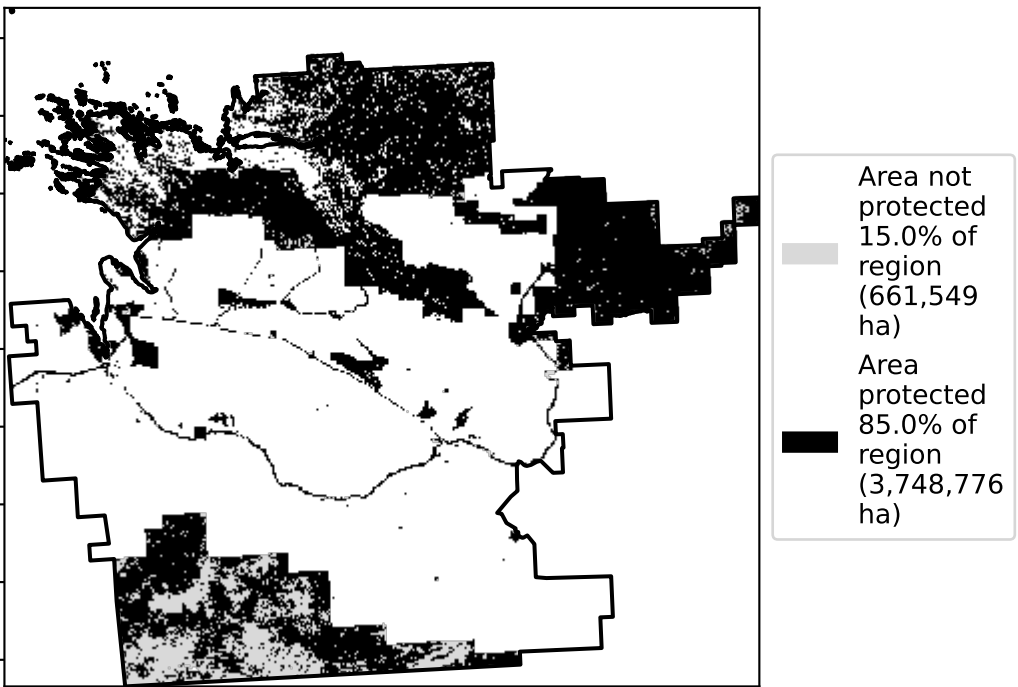 Area not
protected
15.0% of
region
(661,549
ha)
Area
protected
85.0% of
region
(3,748,776
ha)